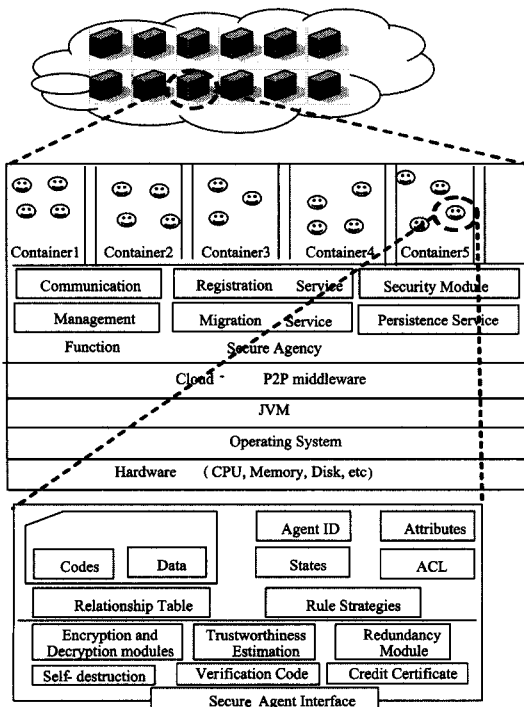 Container1 Container2 Container3 Container4 Container5
Communication Registration Service Security Module
Management Migration Service Persistence Service
Function Secure Agency
Cloud - P2P middleware
JVM
Operating System
Hardware ( CPU, Memory, Disk, etc)
Agent ID Attributes
Codes Data States ACL
Relationship Table Rule Strategies
Encryption and Decryption modules
Trustworthiness Estimation
Redundancy Module
Self- destruction Verification Code Credit Certificate
Secure Agent Interface